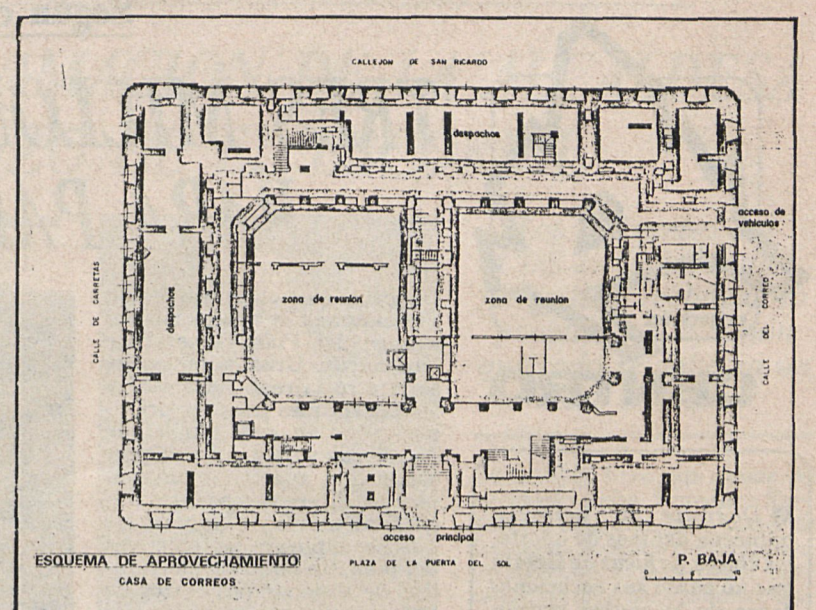 CALLEJON DE SAN RICARDO
despachos
acceso de
vehiculos
CALLE DE CARRETAS
despachos
zona de reunion
zona de reunion
CALLE DEL CORREO
acceso principal
ESQUEMA DE APROVECHAMIENTO
PLAZA DE LA PUERTA DEL SOL
P. BAJA
CASA DE CORREOS